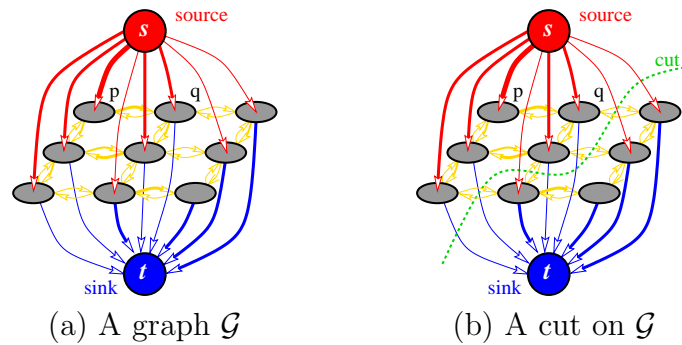 s source
p q
t
sink
(a) A graph 𝒢
s source
cut
p q
t
sink
(b) A cut on 𝒢